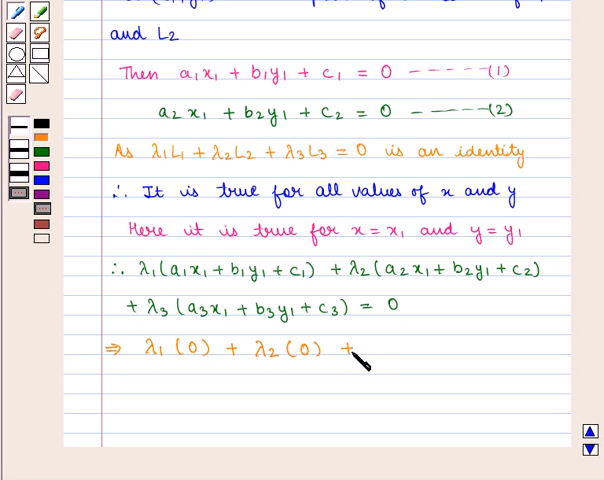 and L2
Then a₁x₁ + b₁y₁ + c₁ = 0 ------(1)
a₂x₁ + b₂y₁ + c₂ = 0 ------(2)
As λ₁L₁ + λ₂L₂ + λ₃L₃ = 0 is an identity
∴ It is true for all values of x and y
Here it is true for x = x₁ and y = y₁
∴ λ₁(a₁x₁ + b₁y₁ + c₁) + λ₂(a₂x₁ + b₂y₁ + c₂)
+ λ₃(a₃x₁ + b₃y₁ + c₃) = 0
⇒ λ₁(0) + λ₂(0) +